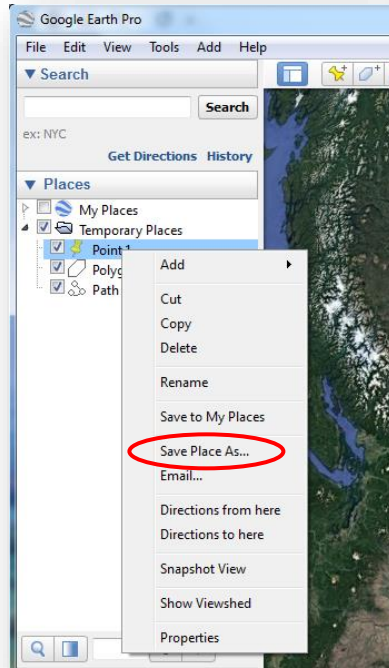 Google Earth Pro
File Edit View Tools Add Help
Search
Search
ex: NYC
Get Directions History
Places
My Places
Temporary Places
Point 1
Polyg
Path
Add
Cut
Copy
Delete
Rename
Save to My Places
Save Place As...
Email...
Directions from here
Directions to here
Snapshot View
Show Viewshed
Properties